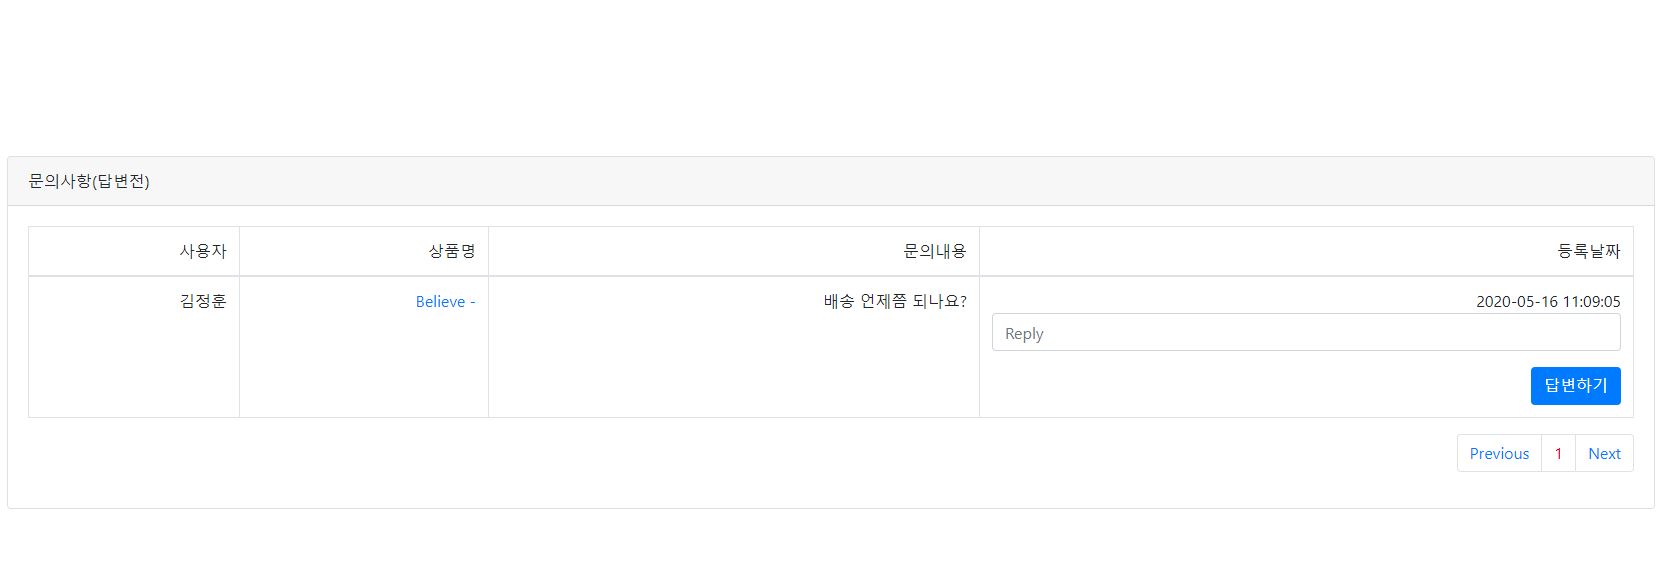 문의사항(답변전)
사용자 상품명 문의내용 등록날짜
김정훈 Believe - 배송 언제쯤 되나요? 2020-05-16 11:09:05
Reply
답변하기
Previous 1 Next